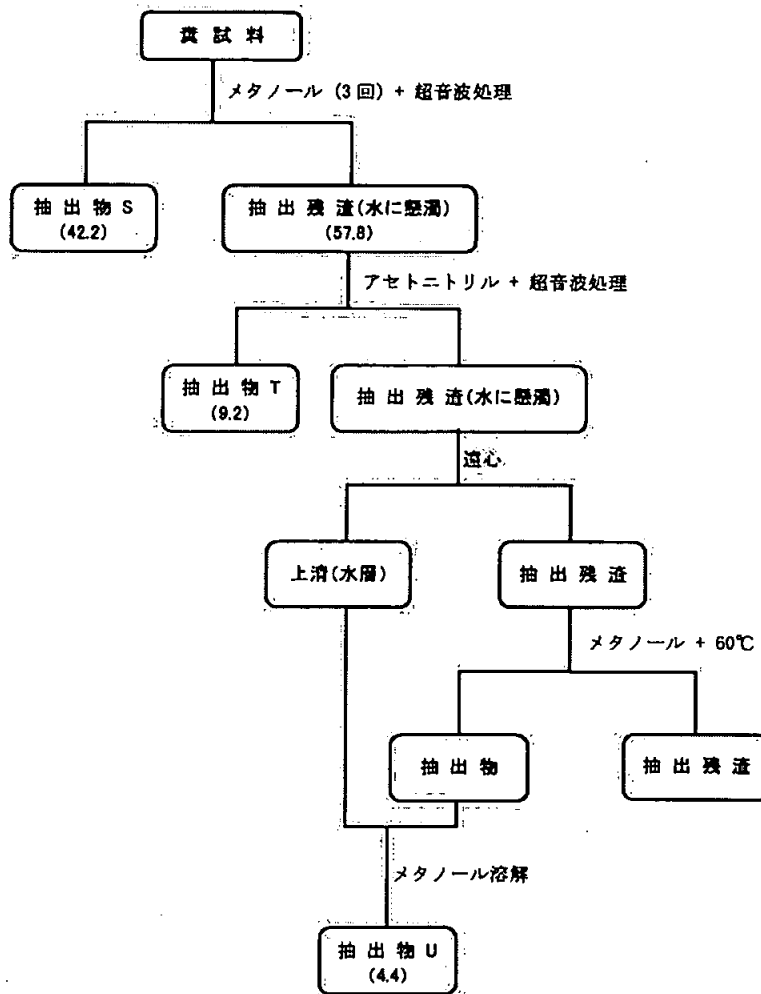 葉 試 料
メタノール (3回) + 超音波処理
抽 出 物 S
(42.2)
抽 出 残 渣(水に懸濁)
(57.8)
アセトニトリル + 超音波処理
抽 出 物 T
(9.2)
抽 出 残 渣(水に懸濁)
遠心
上清(水層)
抽 出 残 渣
メタノール + 60℃
抽 出 物
抽 出 残 渣
メタノール溶解
抽 出 物 U
(4.4)